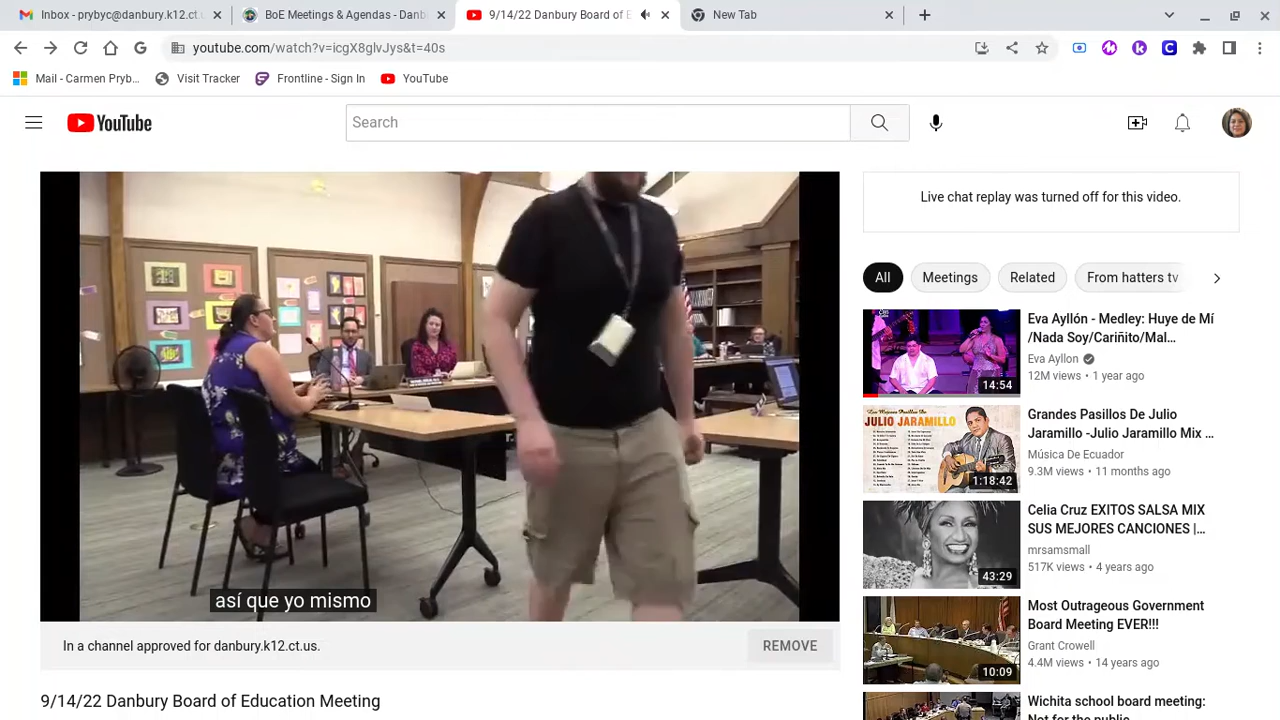 Inbox - prybyc@danbury.k12.ct.u
BoE Meetings & Agendas - Danb
9/14/22 Danbury Board of E
New Tab
youtube.com/watch?v=icgX8glvJys&t=40s
Mail - Carmen Pryb...
Visit Tracker
Frontline - Sign In
YouTube
YouTube
Search
así que yo mismo
In a channel approved for danbury.k12.ct.us.
REMOVE
9/14/22 Danbury Board of Education Meeting
Live chat replay was turned off for this video.
All
Meetings
Related
From hatters tv
14:54
Eva Ayllón - Medley: Huye de Mí
/Nada Soy/Cariñito/Mal...
Eva Ayllon
12M views • 1 year ago
JULIO JARAMILLO
1:18:42
Grandes Pasillos De Julio
Jaramillo -Julio Jaramillo Mix ...
Música De Ecuador
9.3M views • 11 months ago
43:29
Celia Cruz EXITOS SALSA MIX
SUS MEJORES CANCIONES |...
mrsamsmall
517K views • 4 years ago
10:09
Most Outrageous Government
Board Meeting EVER!!!
Grant Crowell
4.4M views • 14 years ago
Wichita school board meeting:
Not for the public